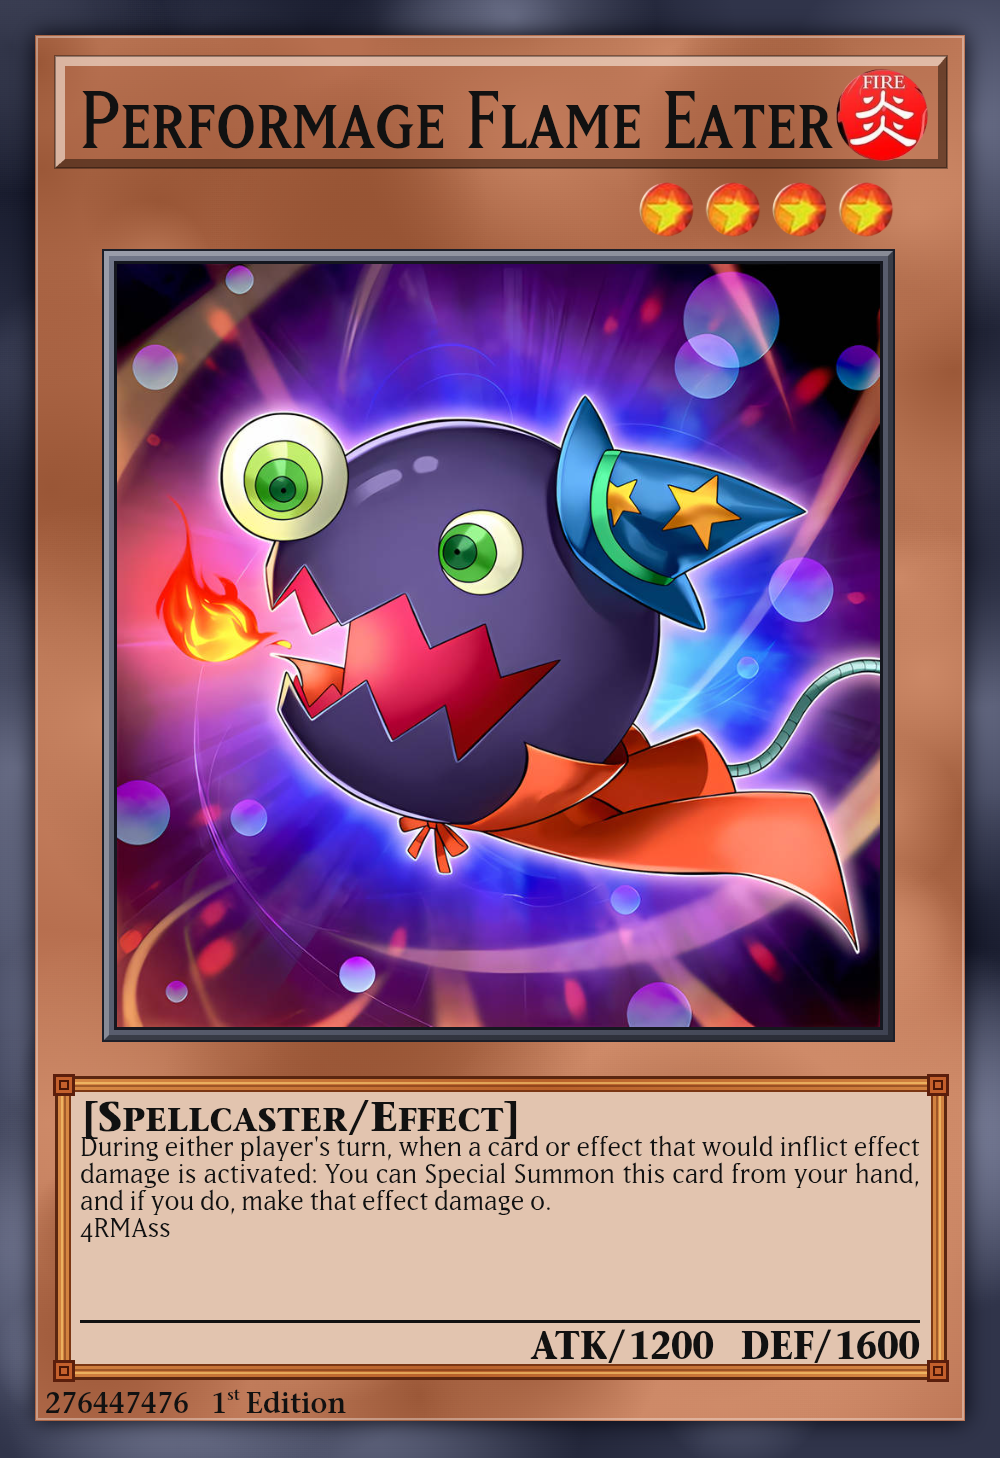 Performage Flame Eater
FIRE
炎
[Spellcaster/Effect]
During either player's turn, when a card or effect that would inflict effect
damage is activated: You can Special Summon this card from your hand,
and if you do, make that effect damage 0.
4RMAss
ATK/1200 DEF/1600
276447476 1st Edition